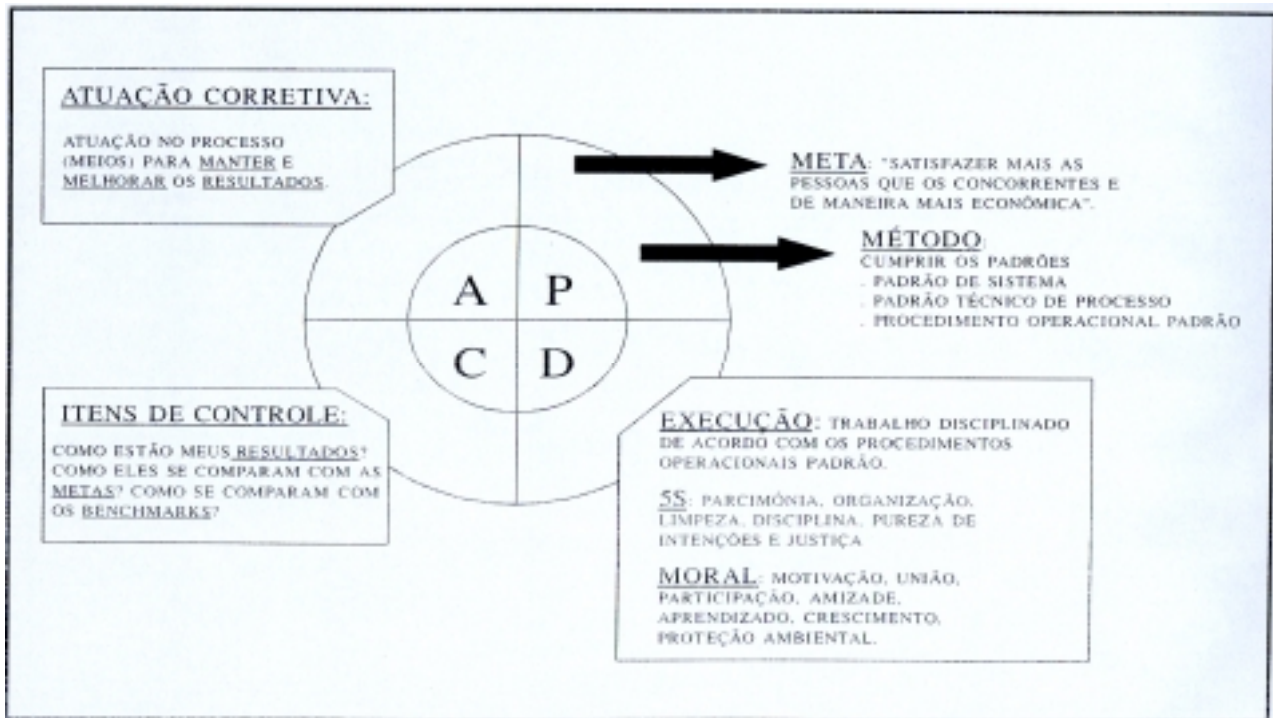 ATUAÇÃO CORRETIVA:
ATUAÇÃO NO PROCESSO
(MEIOS) PARA MANTER E
MELHORAR OS RESULTADOS.
META: "SATISFAZER MAIS AS
PESSOAS QUE OS CONCORRENTES E
DE MANEIRA MAIS ECONÔMICA".
MÉTODO:
CUMPRIR OS PADRÕES
. PADRÃO DE SISTEMA
. PADRÃO TÉCNICO DE PROCESSO
. PROCEDIMENTO OPERACIONAL PADRÃO
A P
C D
ITENS DE CONTROLE:
COMO ESTÃO MEUS RESULTADOS?
COMO ELES SE COMPARAM COM AS
METAS? COMO SE COMPARAM COM
OS BENCHMARKS?
EXECUÇÃO: TRABALHO DISCIPLINADO
DE ACORDO COM OS PROCEDIMENTOS
OPERACIONAIS PADRÃO.
5S: PARCIMÔNIA, ORGANIZAÇÃO,
LIMPEZA, DISCIPLINA, PUREZA DE
INTENÇÕES E JUSTIÇA
MORAL: MOTIVAÇÃO, UNIÃO,
PARTICIPAÇÃO, AMIZADE,
APRENDIZADO, CRESCIMENTO,
PROTEÇÃO AMBIENTAL.